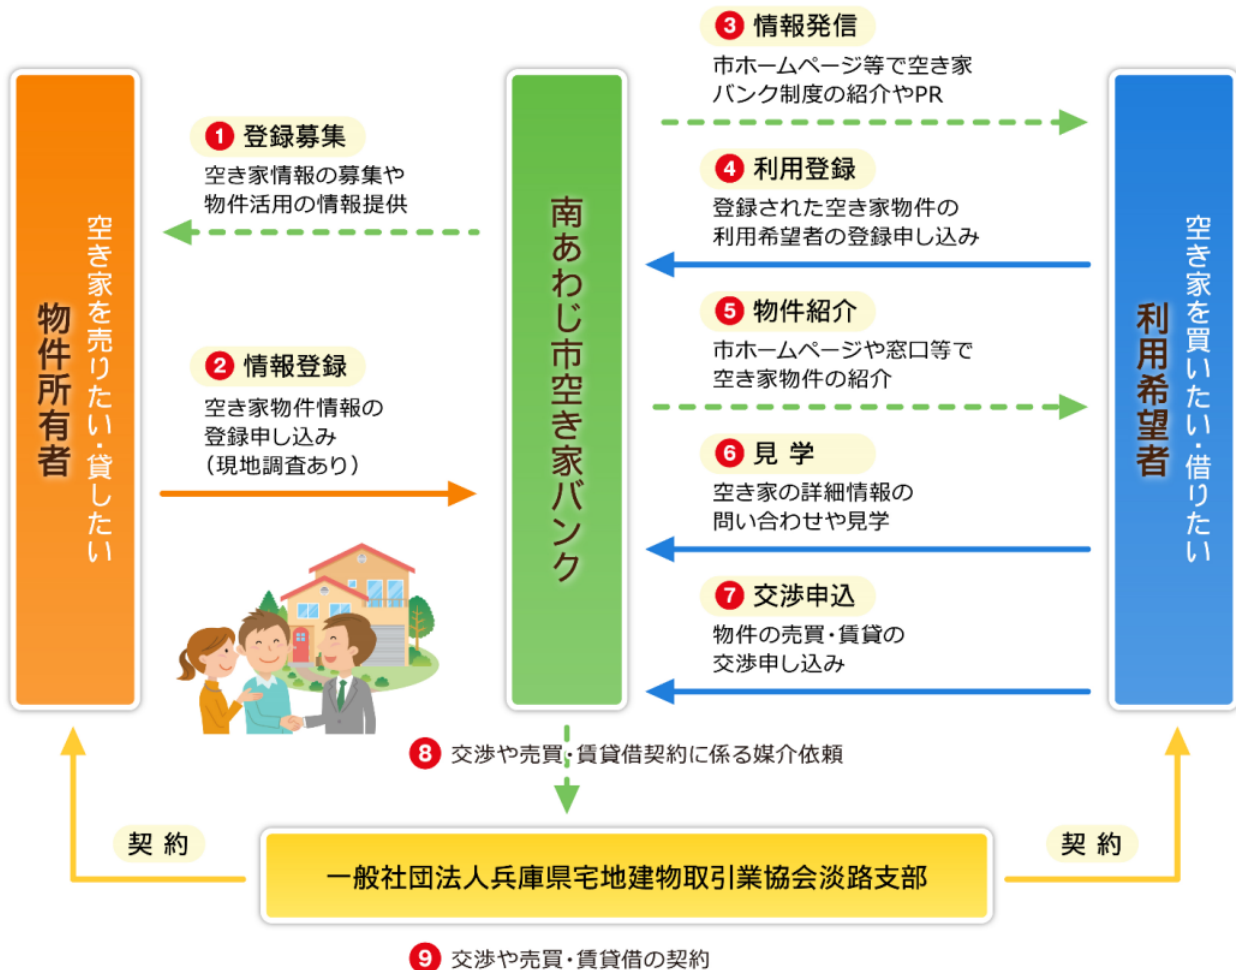 物件所有者
空き家を売りたい・貸したい
1 登録募集
空き家情報の募集や
物件活用の情報提供
2 情報登録
空き家物件情報の
登録申し込み
（現地調査あり）
南あわじ市空き家バンク
3 情報発信
市ホームページ等で空き家
バンク制度の紹介やPR
4 利用登録
登録された空き家物件の
利用希望者の登録申し込み
5 物件紹介
市ホームページや窓口等で
空き家物件の紹介
6 見 学
空き家の詳細情報の
問い合わせや見学
7 交渉申込
物件の売買・賃貸の
交渉申し込み
利用希望者
空き家を買いたい・借りたい
8 交渉や売買・賃貸借契約に係る媒介依頼
契 約
契 約
一般社団法人兵庫県宅地建物取引業協会淡路支部
9 交渉や売買・賃貸借の契約